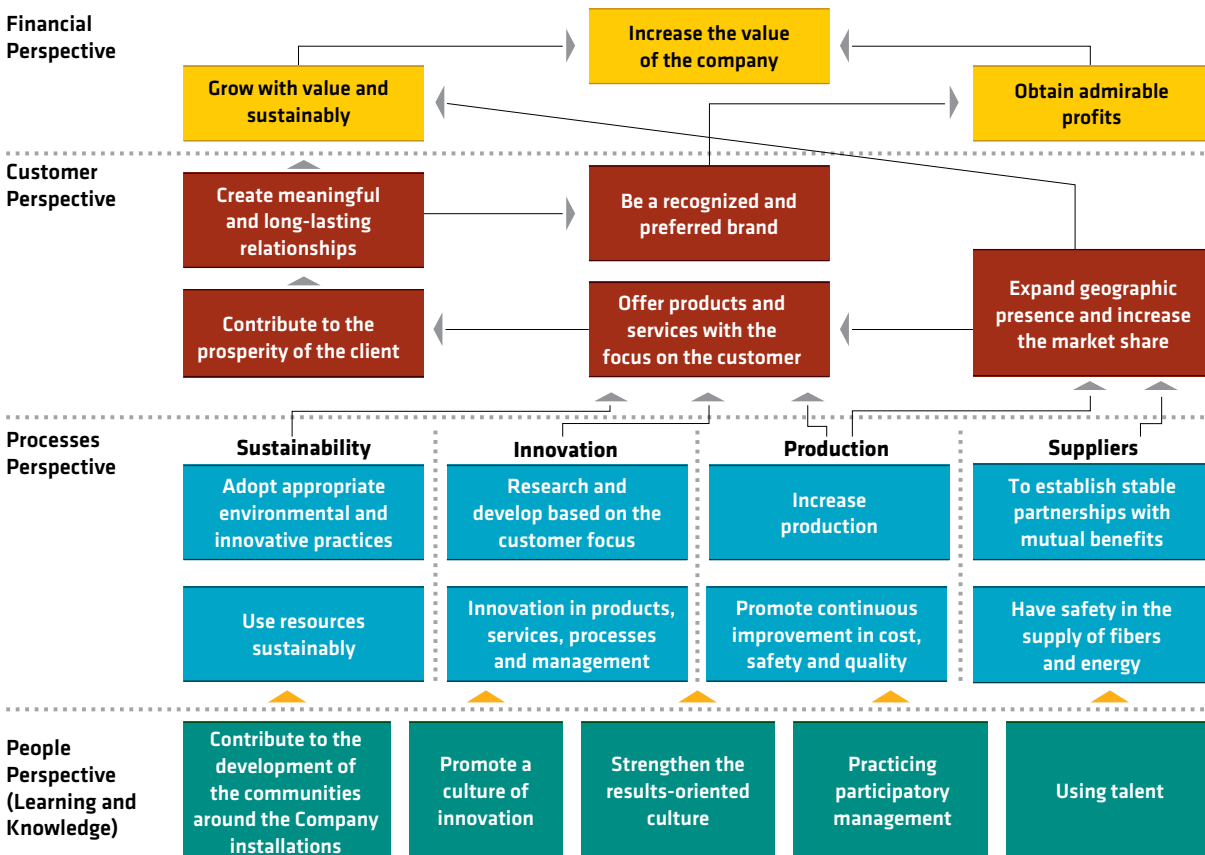 Financial
Perspective
Increase the value
of the company
Grow with value and
sustainably
Obtain admirable
profits
Customer
Perspective
Create meaningful
and long-lasting
relationships
Be a recognized and
preferred brand
Expand geographic
presence and increase
the market share
Contribute to the
prosperity of the client
Offer products and
services with the
focus on the customer
Processes
Perspective
Sustainability
Innovation
Production
Suppliers
Adopt appropriate
environmental and
innovative practices
Research and
develop based on the
customer focus
Increase
production
To establish stable
partnerships with
mutual benefits
Use resources
sustainably
Innovation in products,
services, processes
and management
Promote continuous
improvement in cost,
safety and quality
Have safety in the
supply of fibers
and energy
People
Perspective
(Learning and
Knowledge)
Contribute to the
development of
the communities
around the Company
installations
Promote a
culture of
innovation
Strengthen the
results-oriented
culture
Practicing
participatory
management
Using talent